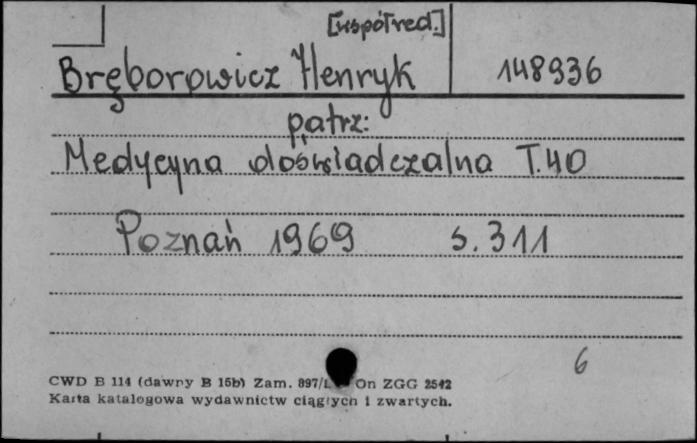 [współred.]
Bręborowicz Henryk 148936
patrz:
Medycyna doświadczalna T.40
Poznań 1969 s. 311
6
CWD B 114 (dawny B 15b) Zam. On ZGG 2542
Karta katalogowa wydawnictw ciągłych i zwartych.